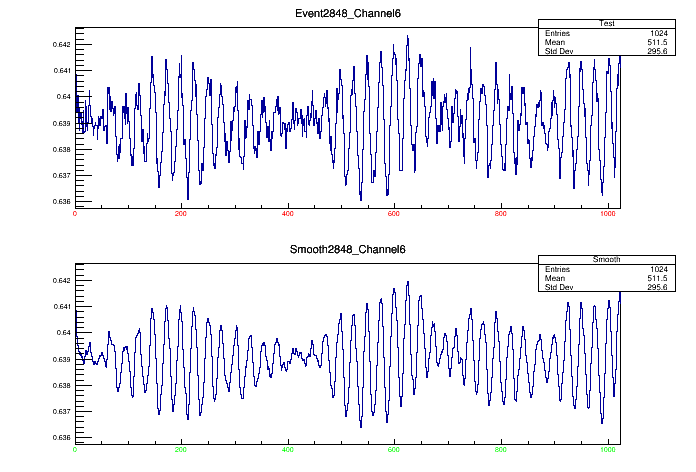 Event2848_Channel6
Test
Entries 1024
Mean 511.5
Std Dev 295.6
0.642
0.641
0.64
0.639
0.638
0.637
0.636
0 200 400 600 800 1000
Smooth2848_Channel6
Smooth
Entries 1024
Mean 511.5
Std Dev 295.6
0.642
0.641
0.64
0.639
0.638
0.637
0.636
0 200 400 600 800 1000